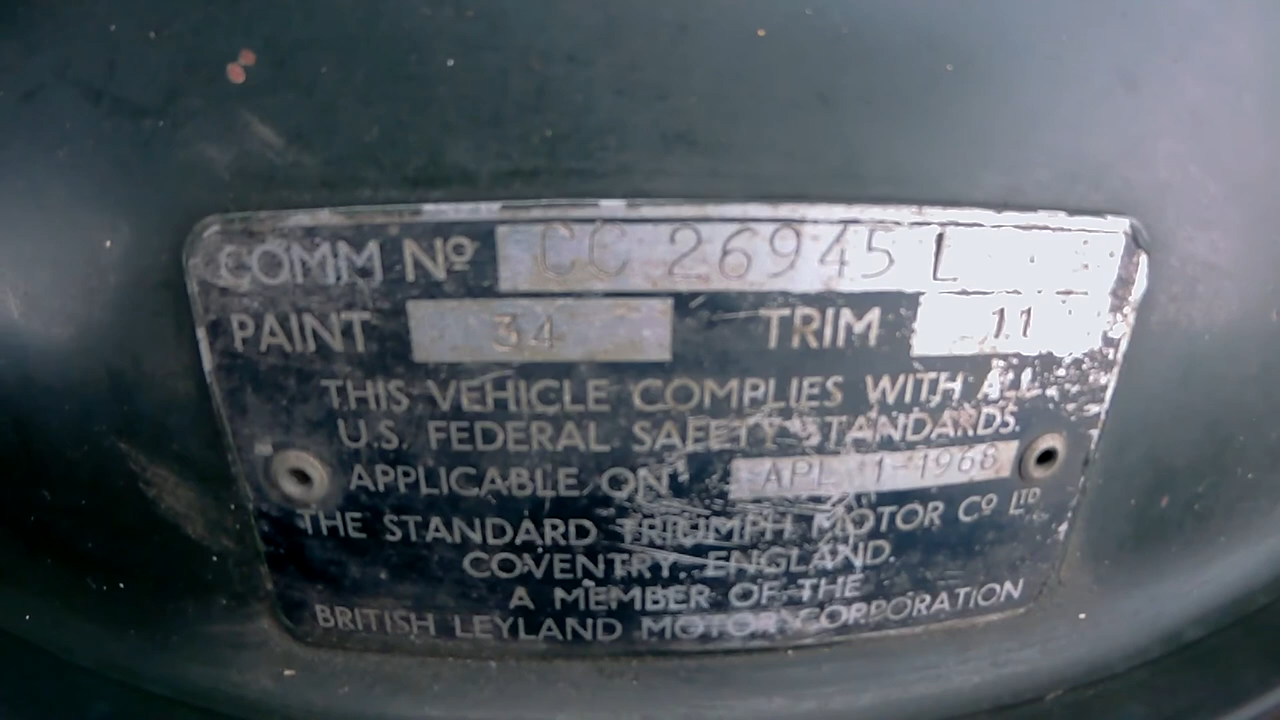 COMM Nº CC 26945 L
PAINT 34 TRIM 11
THIS VEHICLE COMPLIES WITH ALL
U.S. FEDERAL SAFETY STANDARDS.
APPLICABLE ON APL 1-1968
THE STANDARD TRIUMPH MOTOR Cº LTD
COVENTRY. ENGLAND.
A MEMBER OF THE
BRITISH LEYLAND MOTOR CORPORATION